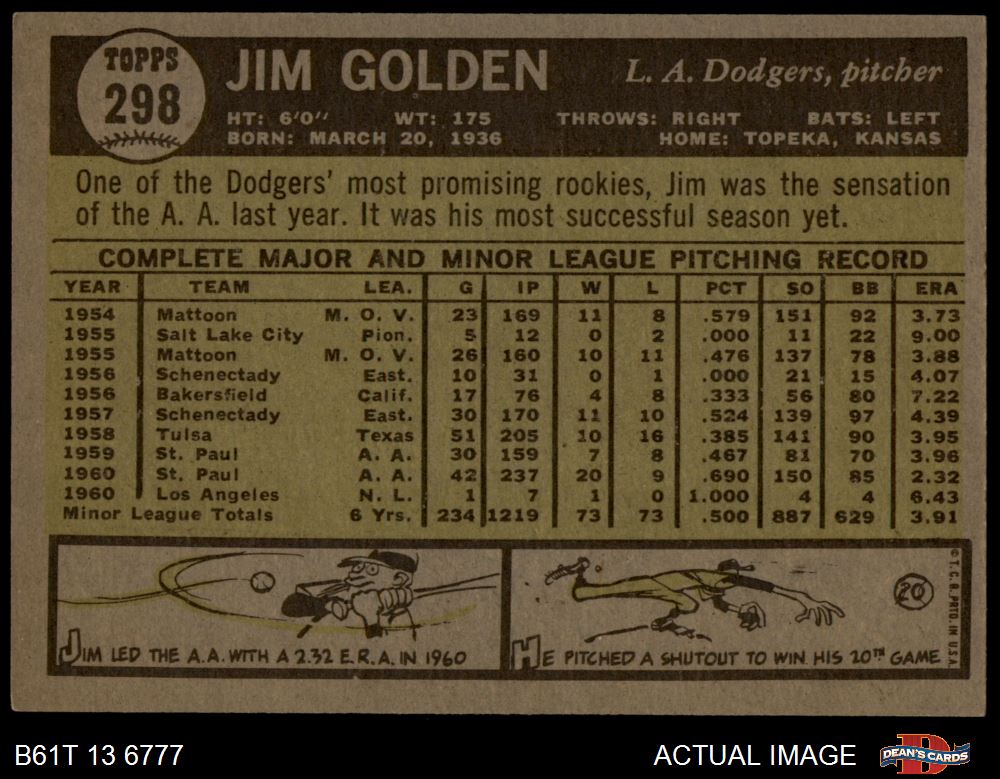 TOPPS
298
JIM GOLDEN
L. A. Dodgers, pitcher
HT: 6'0" WT: 175 THROWS: RIGHT BATS: LEFT
BORN: MARCH 20, 1936 HOME: TOPEKA, KANSAS
One of the Dodgers' most promising rookies, Jim was the sensation
of the A. A. last year. It was his most successful season yet.
COMPLETE MAJOR AND MINOR LEAGUE PITCHING RECORD
YEAR TEAM LEA. G IP W L PCT SO BB ERA
1954 Mattoon M. O. V. 23 169 11 8 .579 151 92 3.73
1955 Salt Lake City Pion. 5 12 0 2 .000 11 22 9.00
1955 Mattoon M. O. V. 26 160 10 11 .476 137 78 3.88
1956 Schenectady East. 10 31 0 1 .000 21 15 4.07
1956 Bakersfield Calif. 17 76 4 8 .333 56 80 7.22
1957 Schenectady East. 30 170 11 10 .524 139 97 4.39
1958 Tulsa Texas 51 205 10 16 .385 141 90 3.95
1959 St. Paul A. A. 30 159 7 8 .467 81 70 3.96
1960 St. Paul A. A. 42 237 20 9 .690 150 85 2.32
1960 Los Angeles N. L. 1 7 1 0 1.000 4 4 6.43
Minor League Totals 6 Yrs. 234 1219 73 73 .500 887 629 3.91
JIM LED THE A.A. WITH A 2.32 E.R.A. IN 1960
20
HE PITCHED A SHUTOUT TO WIN HIS 20TH GAME
© T.C.G. PRTD. IN U.S.A.
B61T 13 6777
ACTUAL IMAGE
D
DEAN'S CARDS